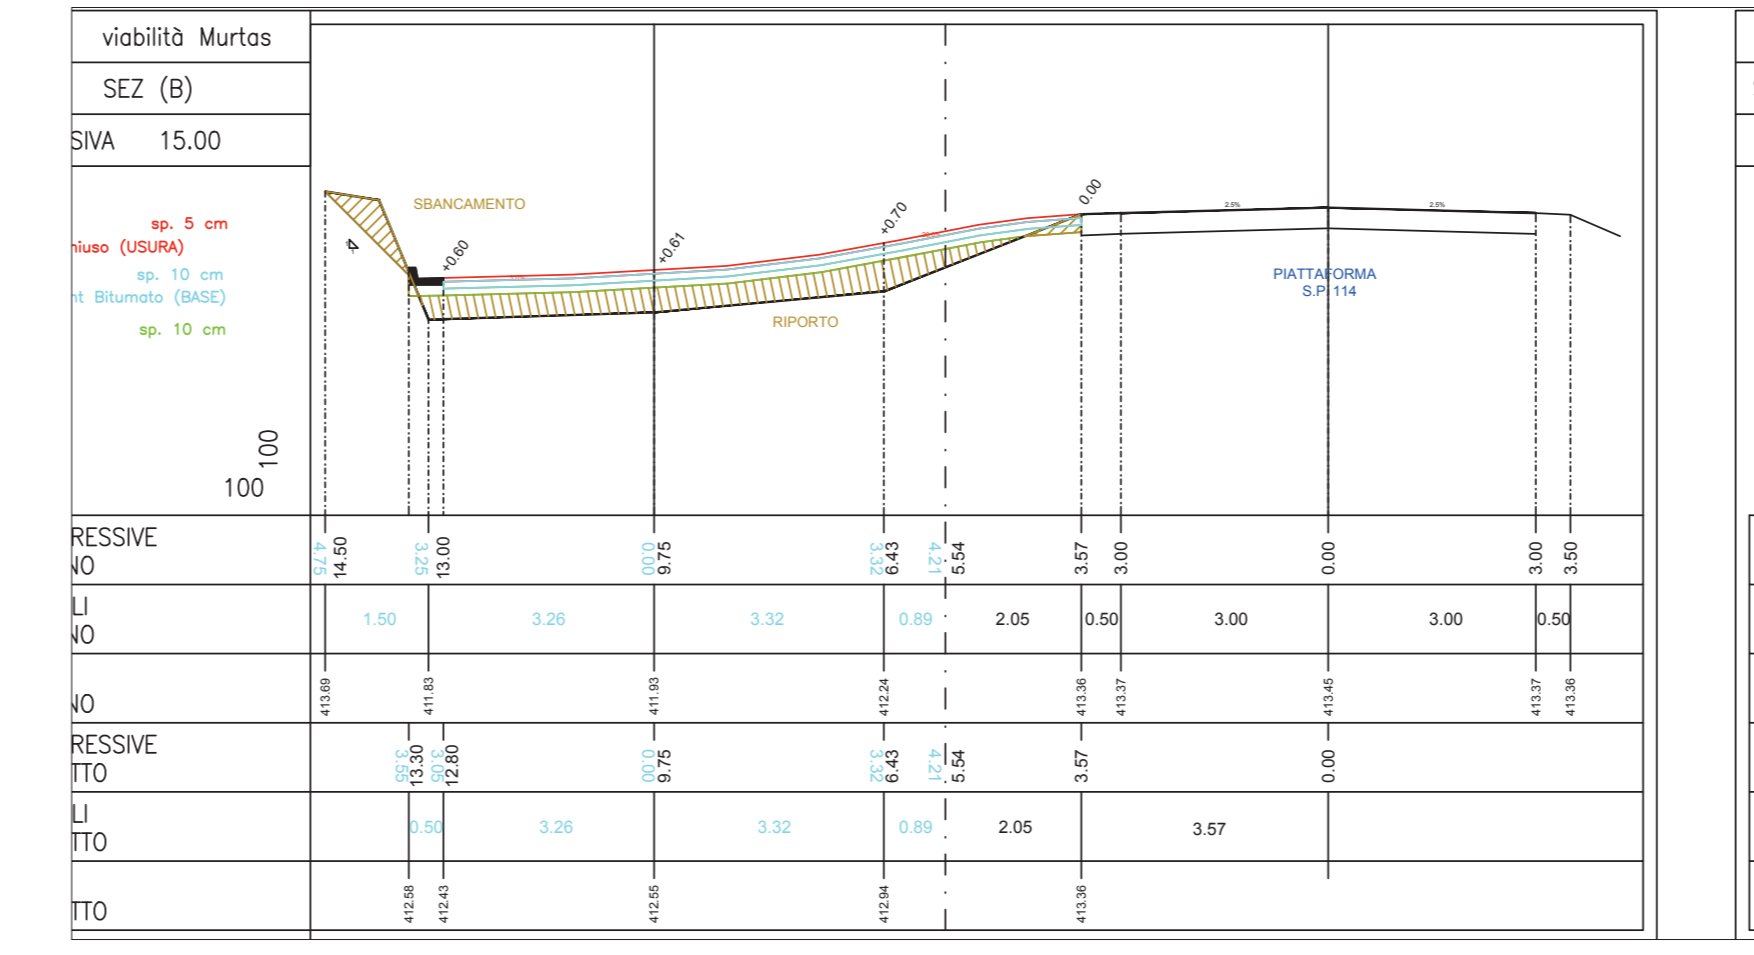 viabilità Murtas
SEZ (B)
SIVA 15.00
sp. 5 cm
hiuso (USURA)
sp. 10 cm
nt Bitumato (BASE)
sp. 10 cm
100
100
SBANCAMENTO
+0.60
+0.61
+0.70
0.00
2.5%
2.5%
RIPORTO
PIATTAFORMA
S.P. 114
RESSIVE
NO
4.75 14.50 3.25 13.00 0.00 9.75 3.32 6.43 4.21 5.54 3.57 3.00 0.00 3.00 3.50
LI
NO
1.50 3.26 3.32 0.89 2.05 0.50 3.00 3.00 0.50
NO
413.69 411.83 411.93 412.24 413.36 413.37 413.45 413.37 413.36
RESSIVE
TTO
3.55 13.30 3.05 12.80 0.00 9.75 3.32 6.43 4.21 5.54 3.57 0.00
LI
TTO
0.50 3.26 3.32 0.89 2.05 3.57
TTO
412.58 412.43 412.55 412.94 413.36